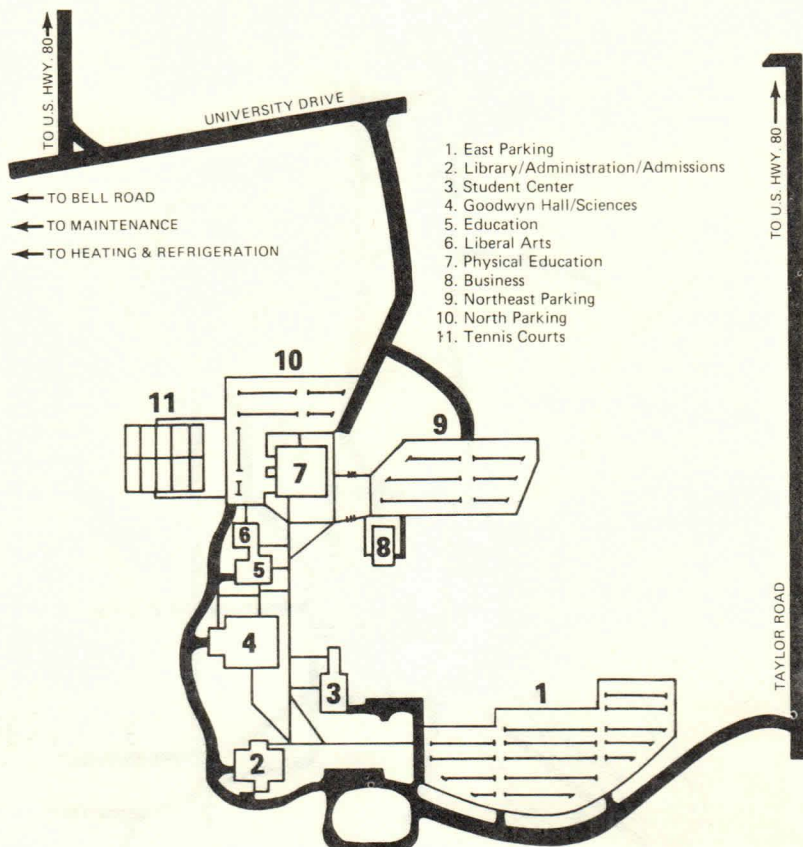 TO U.S. HWY. 80
UNIVERSITY DRIVE
TO BELL ROAD
TO MAINTENANCE
TO HEATING & REFRIGERATION
1. East Parking
2. Library/Administration/Admissions
3. Student Center
4. Goodwyn Hall/Sciences
5. Education
6. Liberal Arts
7. Physical Education
8. Business
9. Northeast Parking
10. North Parking
11. Tennis Courts
TO U.S. HWY. 80
TAYLOR ROAD
10
11
9
7
6
8
5
4
3
1
2